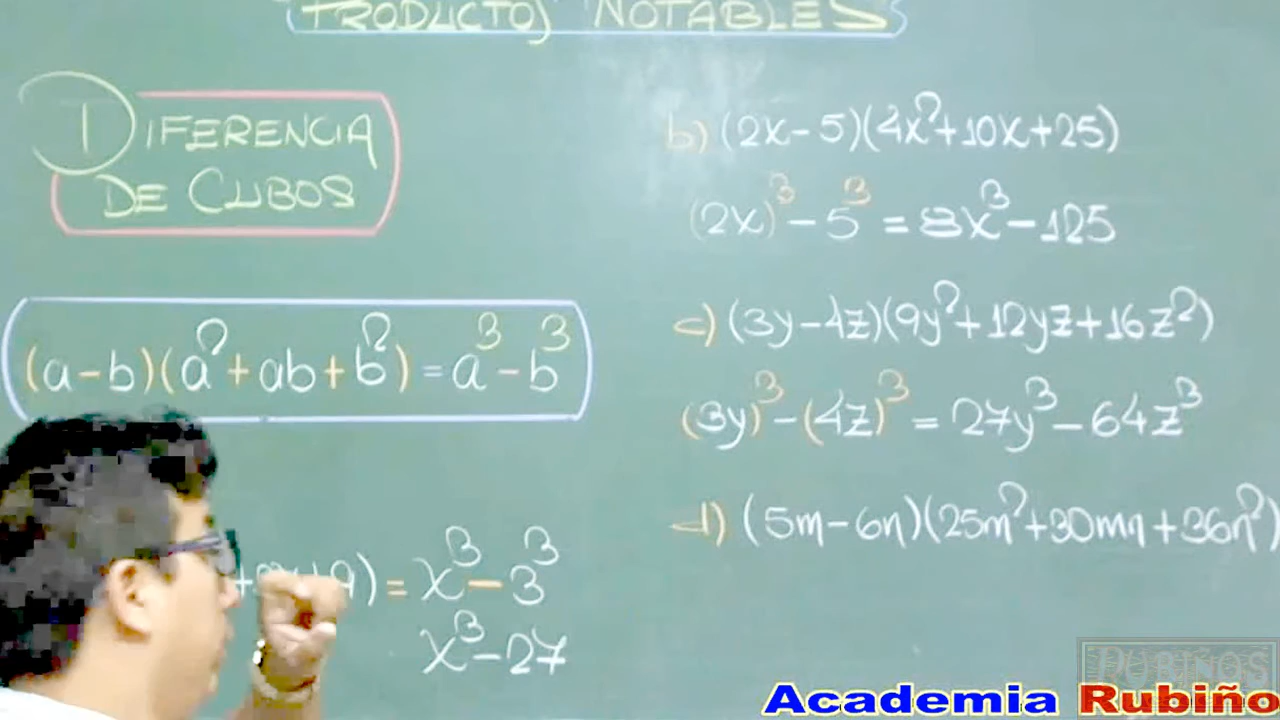 PRODUCTOS NOTABLES
DIFERENCIA
DE CUBOS
(a-b)(a²+ab+b²)=a³-b³
+9)=x³-3³
x³-27
b) (2x-5)(4x²+10x+25)
(2x)³-5³=8x³-125
c) (3y-4z)(9y²+12yz+16z²)
(3y)³-(4z)³=27y³-64z³
d) (5m-6n)(25m²+30mn+36n²)
RUBIÑOS
Academia Rubiño